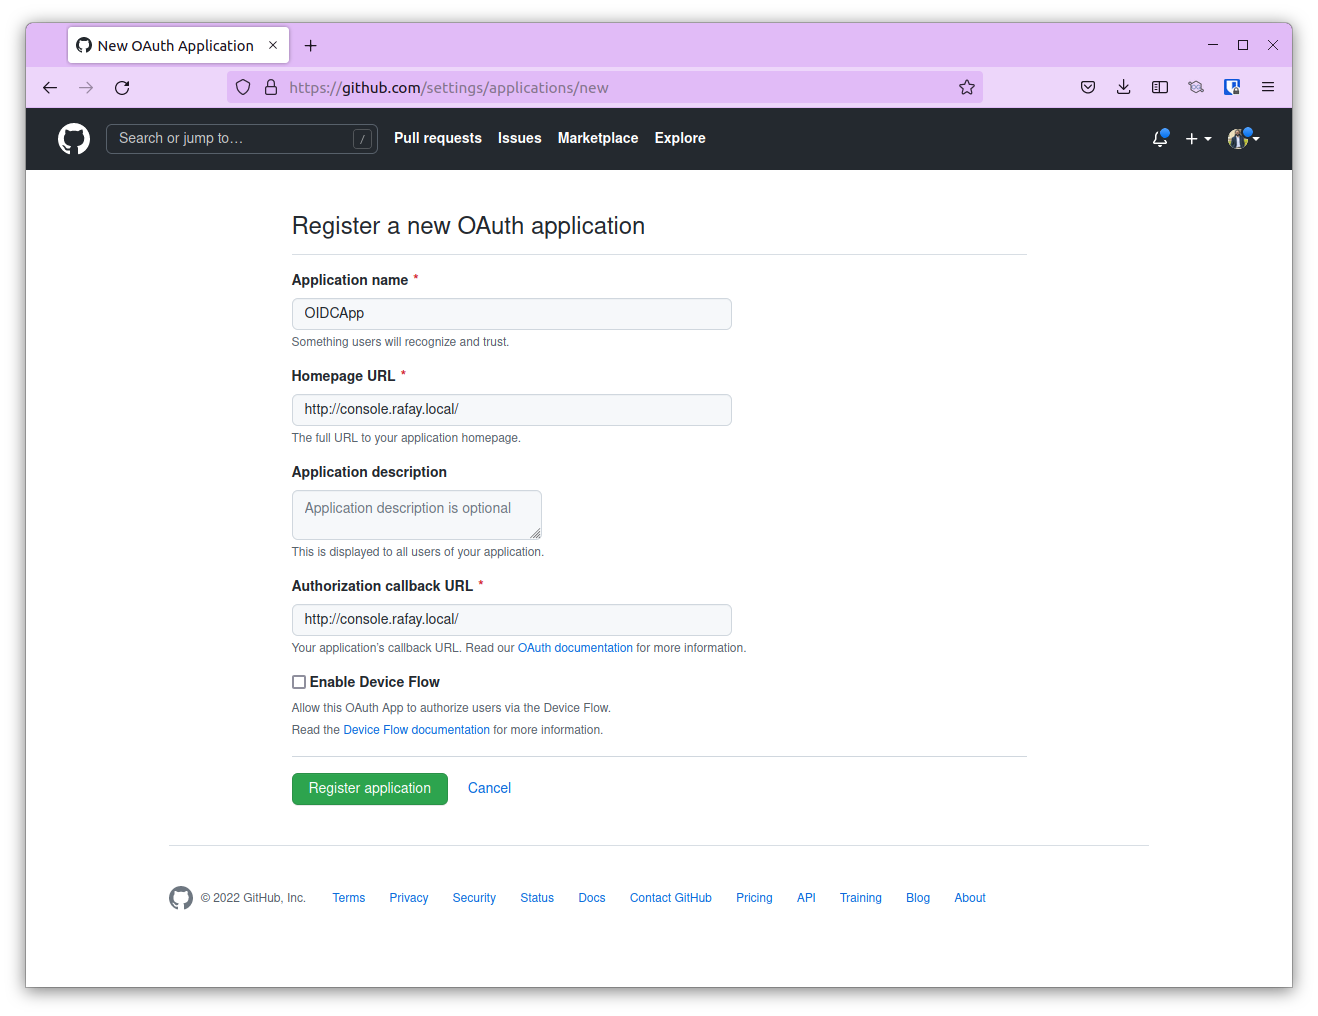 New OAuth Application
https://github.com/settings/applications/new
Search or jump to… / Pull requests Issues Marketplace Explore
Register a new OAuth application
Application name *
OIDCApp
Something users will recognize and trust.
Homepage URL *
http://console.rafay.local/
The full URL to your application homepage.
Application description
Application description is optional
This is displayed to all users of your application.
Authorization callback URL *
http://console.rafay.local/
Your application's callback URL. Read our OAuth documentation for more information.
Enable Device Flow
Allow this OAuth App to authorize users via the Device Flow.
Read the Device Flow documentation for more information.
Register application Cancel
© 2022 GitHub, Inc. Terms Privacy Security Status Docs Contact GitHub Pricing API Training Blog About